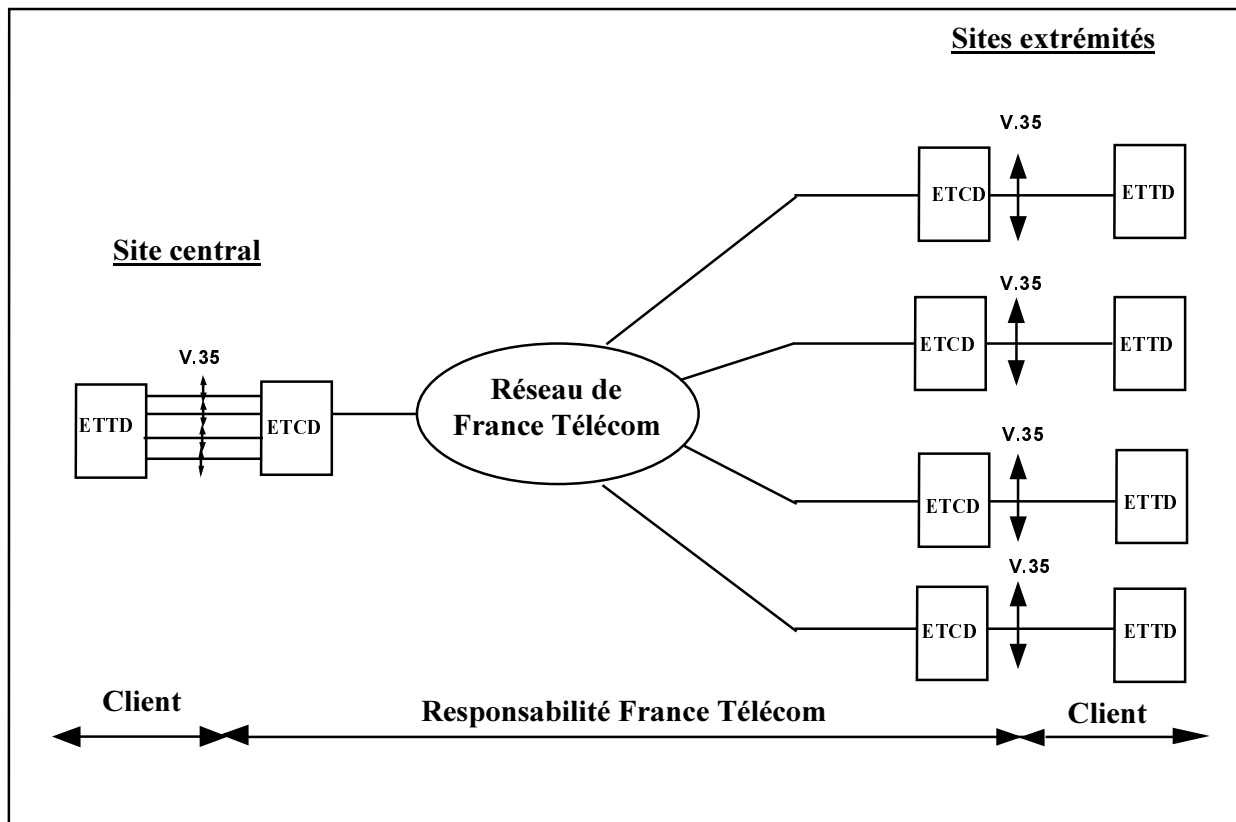 Sites extrémités
V.35
ETCD
ETTD
Site central
V.35
ETCD
ETTD
V.35
ETTD
ETCD
Réseau de
France Télécom
V.35
ETCD
ETTD
V.35
ETCD
ETTD
Client
Responsabilité France Télécom
Client